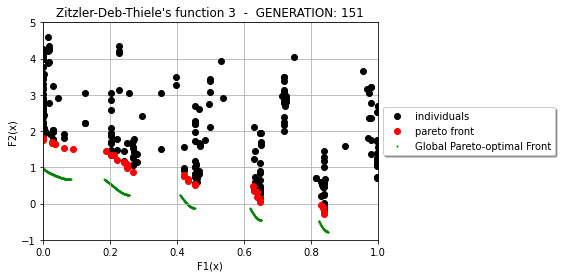 Zitzler-Deb-Thiele's function 3 - GENERATION: 151
5
4
3
2
1
0
−1
F2(x)
0.0 0.2 0.4 0.6 0.8 1.0
F1(x)
individuals
pareto front
Global Pareto-optimal Front